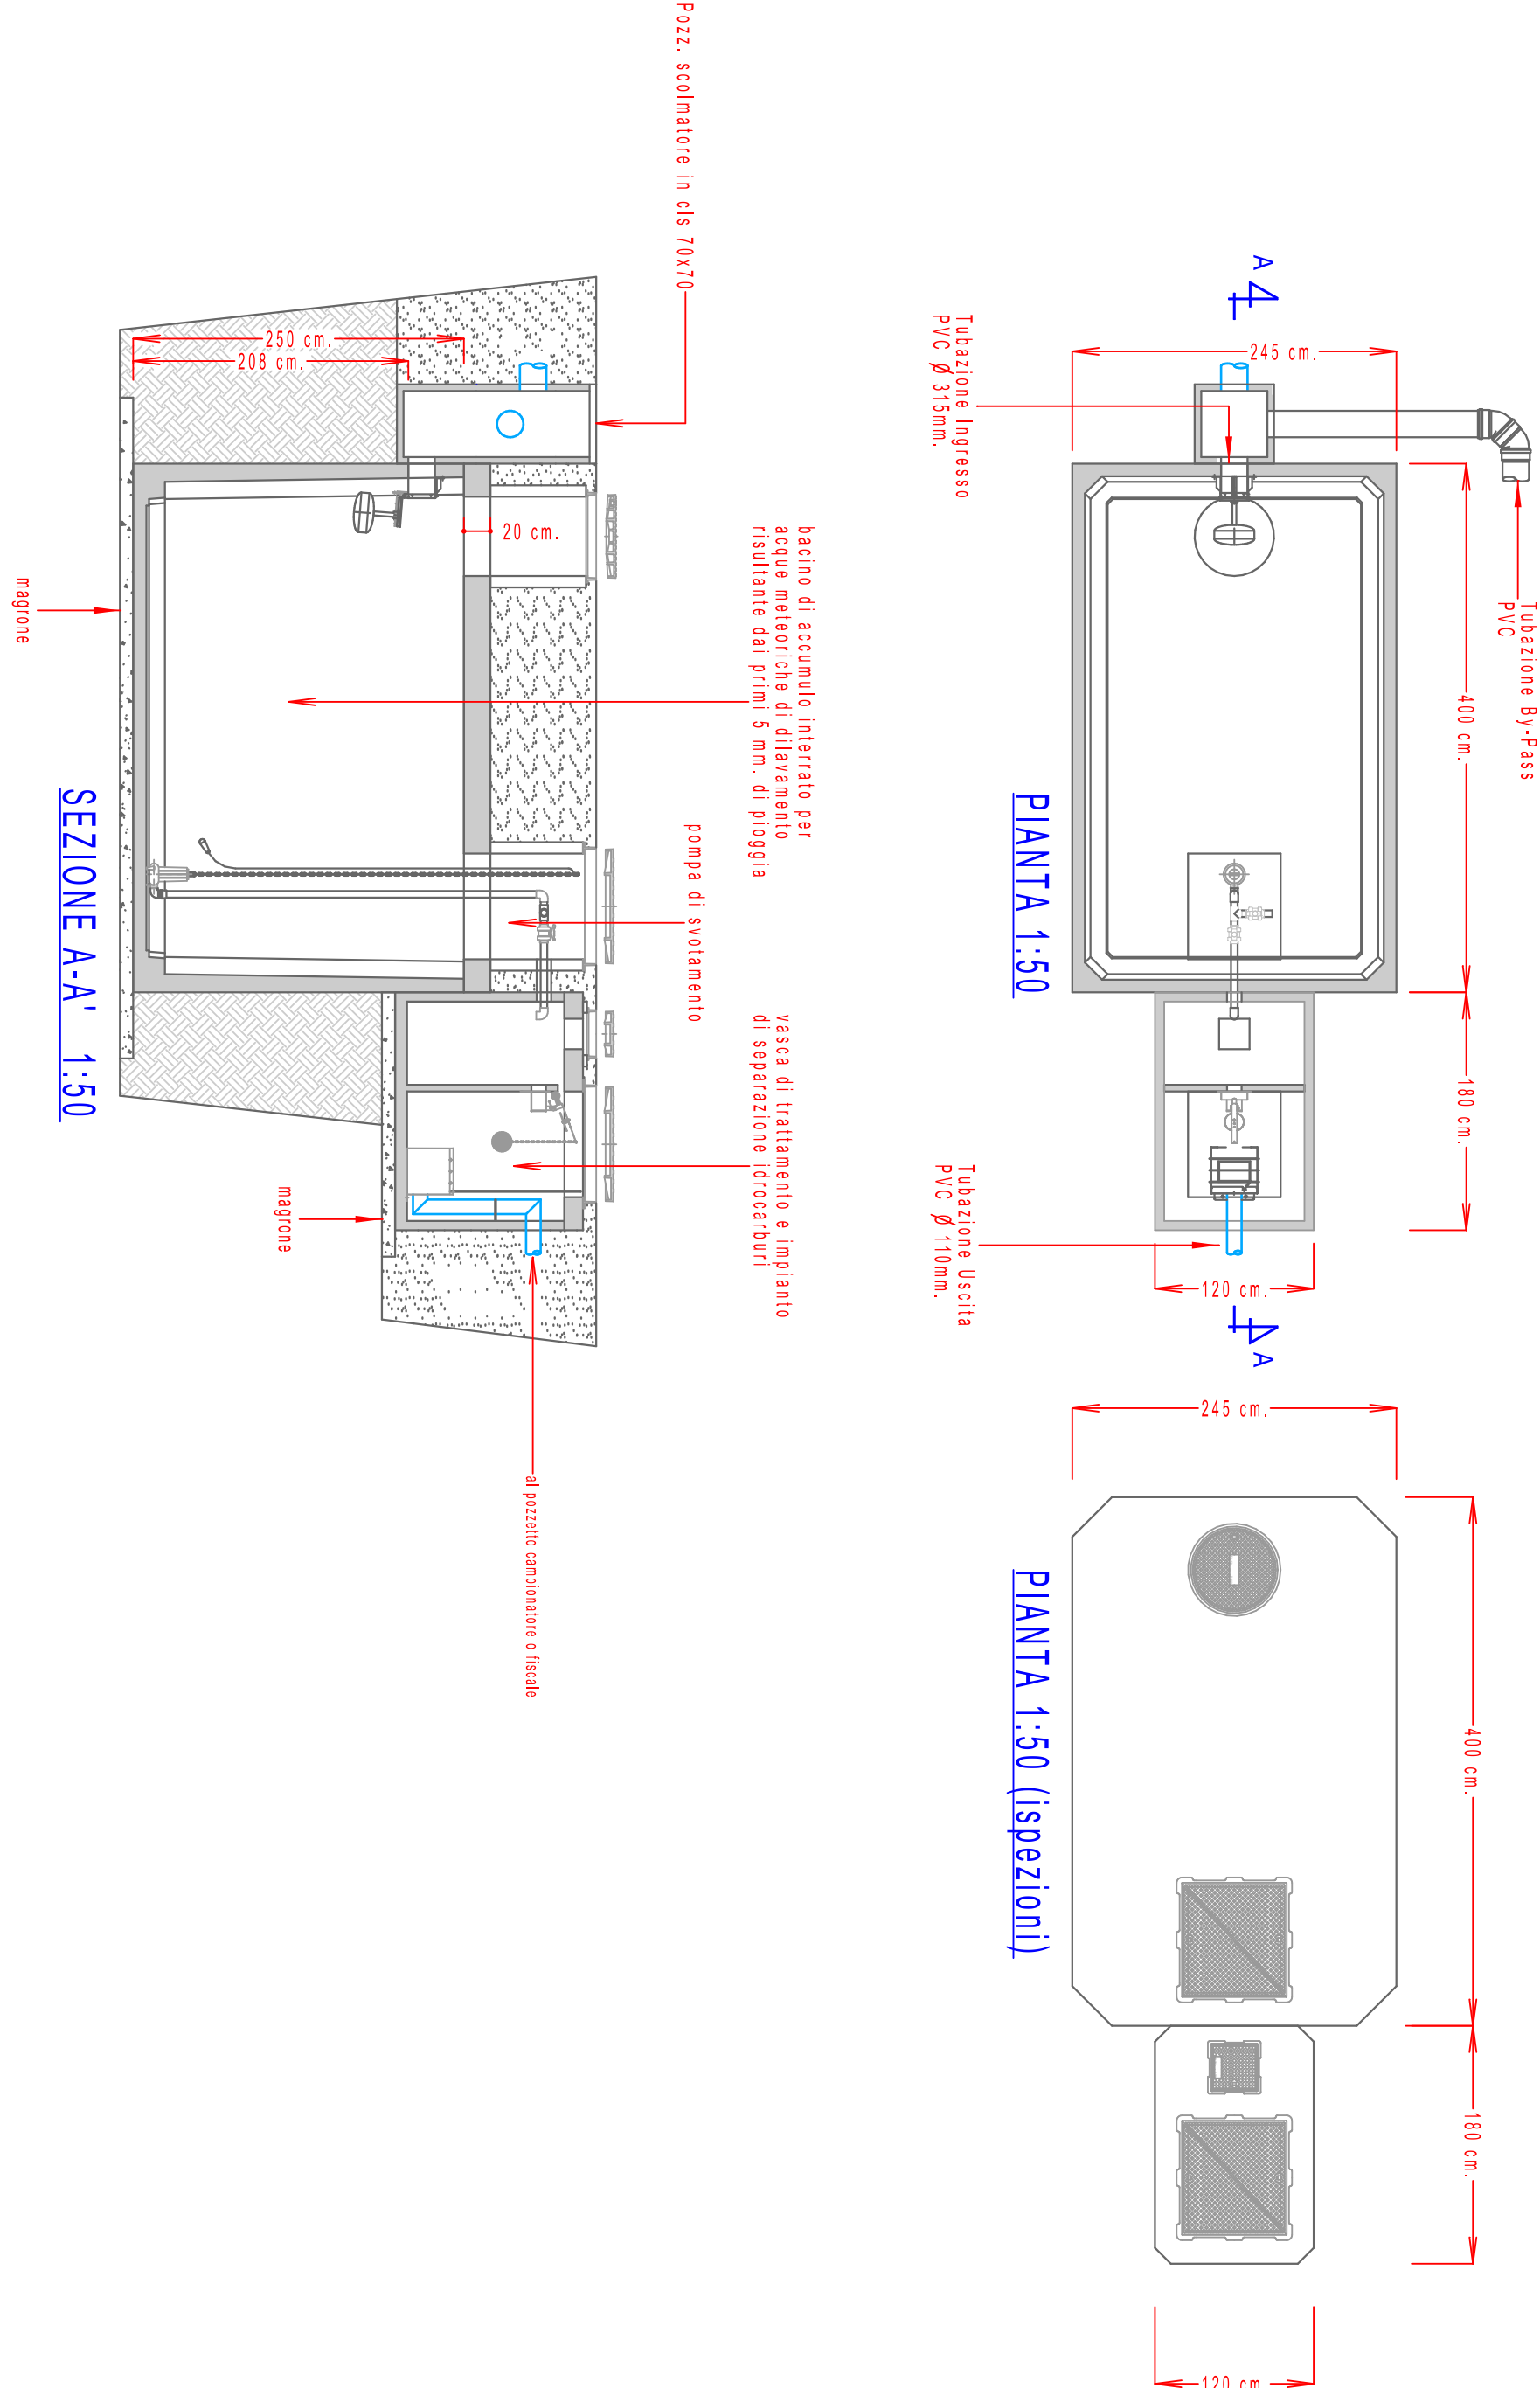 Pozz. scolmatore in cls 70x70
250 cm.
208 cm.
20 cm.
magrone
bacino di accumulo interrato per
acque meteoriche di dilavamento
risultante dai primi 5 mm. di pioggia
pompa di svotamento
vasca di trattamento e impianto
di separazione idrocarburi
magrone
al pozzetto campionatore o fiscale
SEZIONE A-A' 1:50
A
245 cm.
Tubazione Ingresso
PVC Ø 315mm.
Tubazione By-Pass
PVC
400 cm.
180 cm.
PIANTA 1:50
Tubazione Uscita
PVC Ø 110mm.
120 cm.
A
245 cm.
400 cm.
180 cm.
PIANTA 1:50 (ispezioni)
120 cm